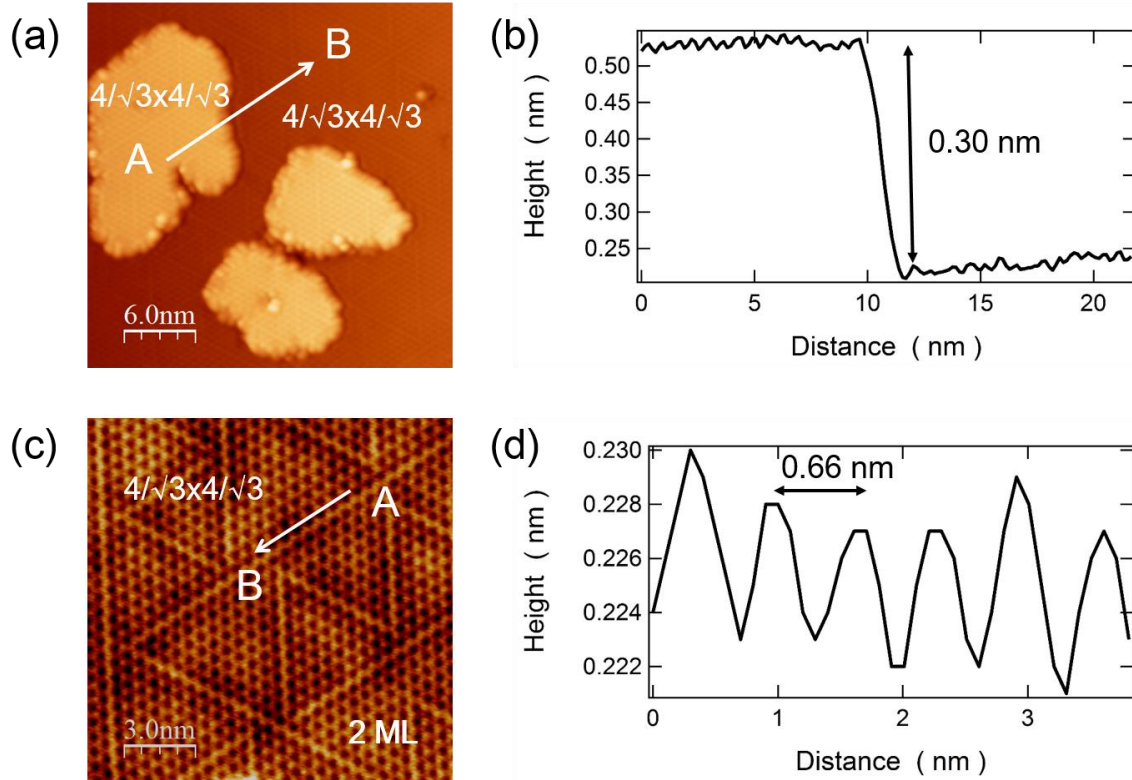 (a)
B
4/√3x4/√3
4/√3x4/√3
A
6.0nm
(b)
Height ( nm )
0.50
0.45
0.40
0.35
0.30
0.25
0.30 nm
0
5
10
15
20
Distance ( nm )
(c)
4/√3x4/√3
A
B
3.0nm
2 ML
(d)
Height ( nm )
0.230
0.228
0.226
0.224
0.222
0.66 nm
0
1
2
3
Distance ( nm )